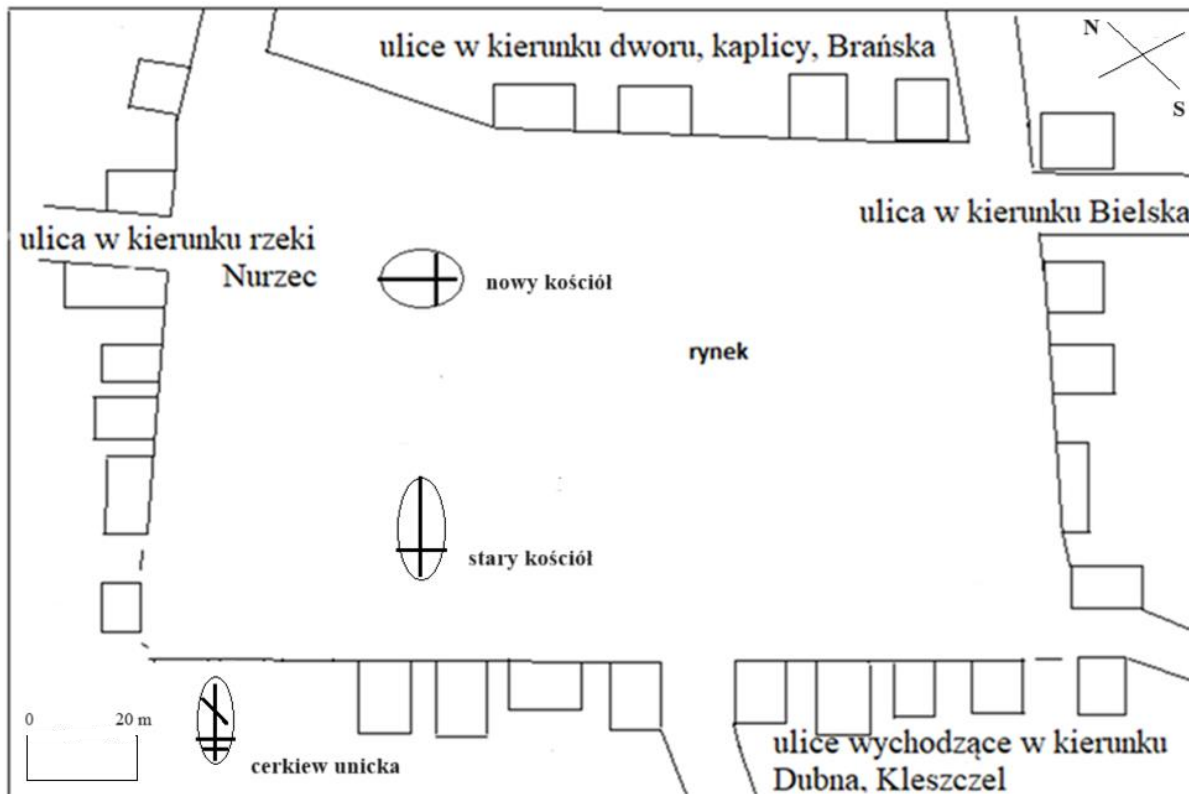 ulice w kierunku dworu, kaplicy, Brańska
N
S
ulica w kierunku Bielska
ulica w kierunku rzeki
Nurzec
nowy kościół
rynek
stary kościół
0 20 m
cerkiew unicka
ulice wychodzące w kierunku
Dubna, Kleszczel